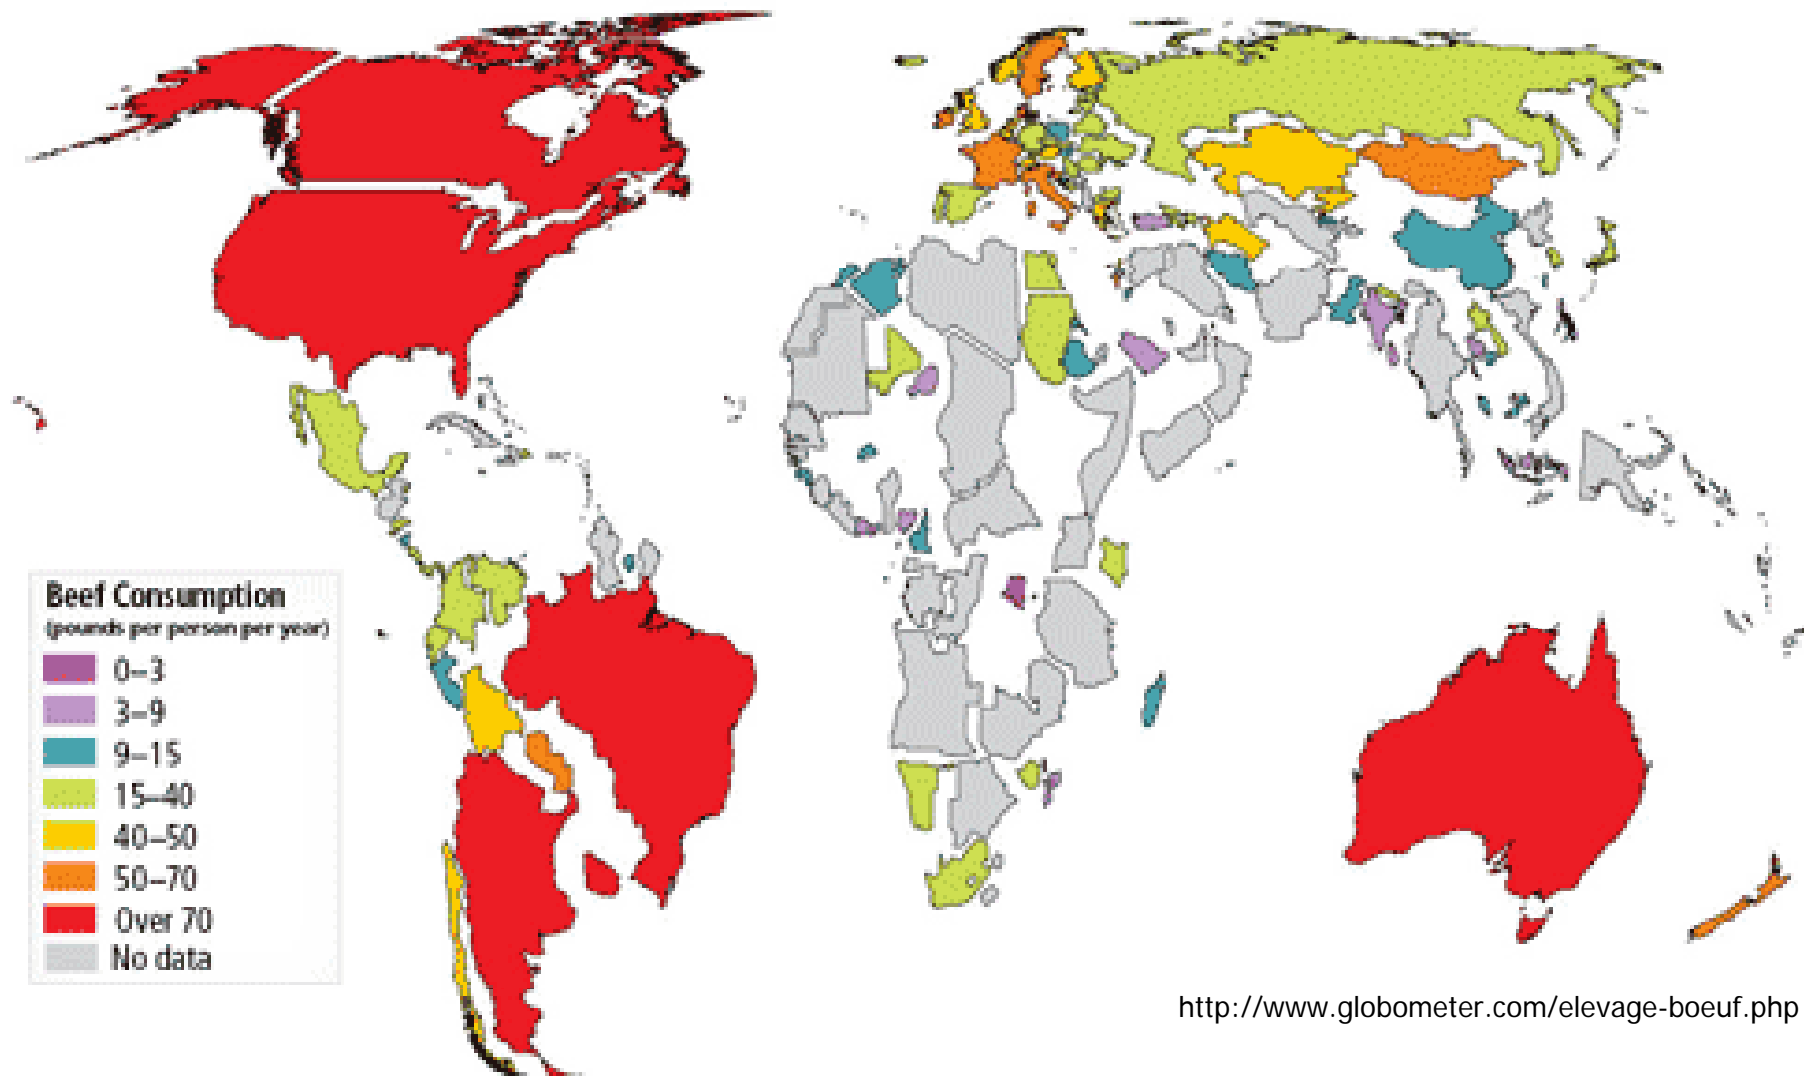 Beef Consumption
(pounds per person per year)
0–3
3–9
9–15
15–40
40–50
50–70
Over 70
No data
http://www.globometer.com/elevage-boeuf.php